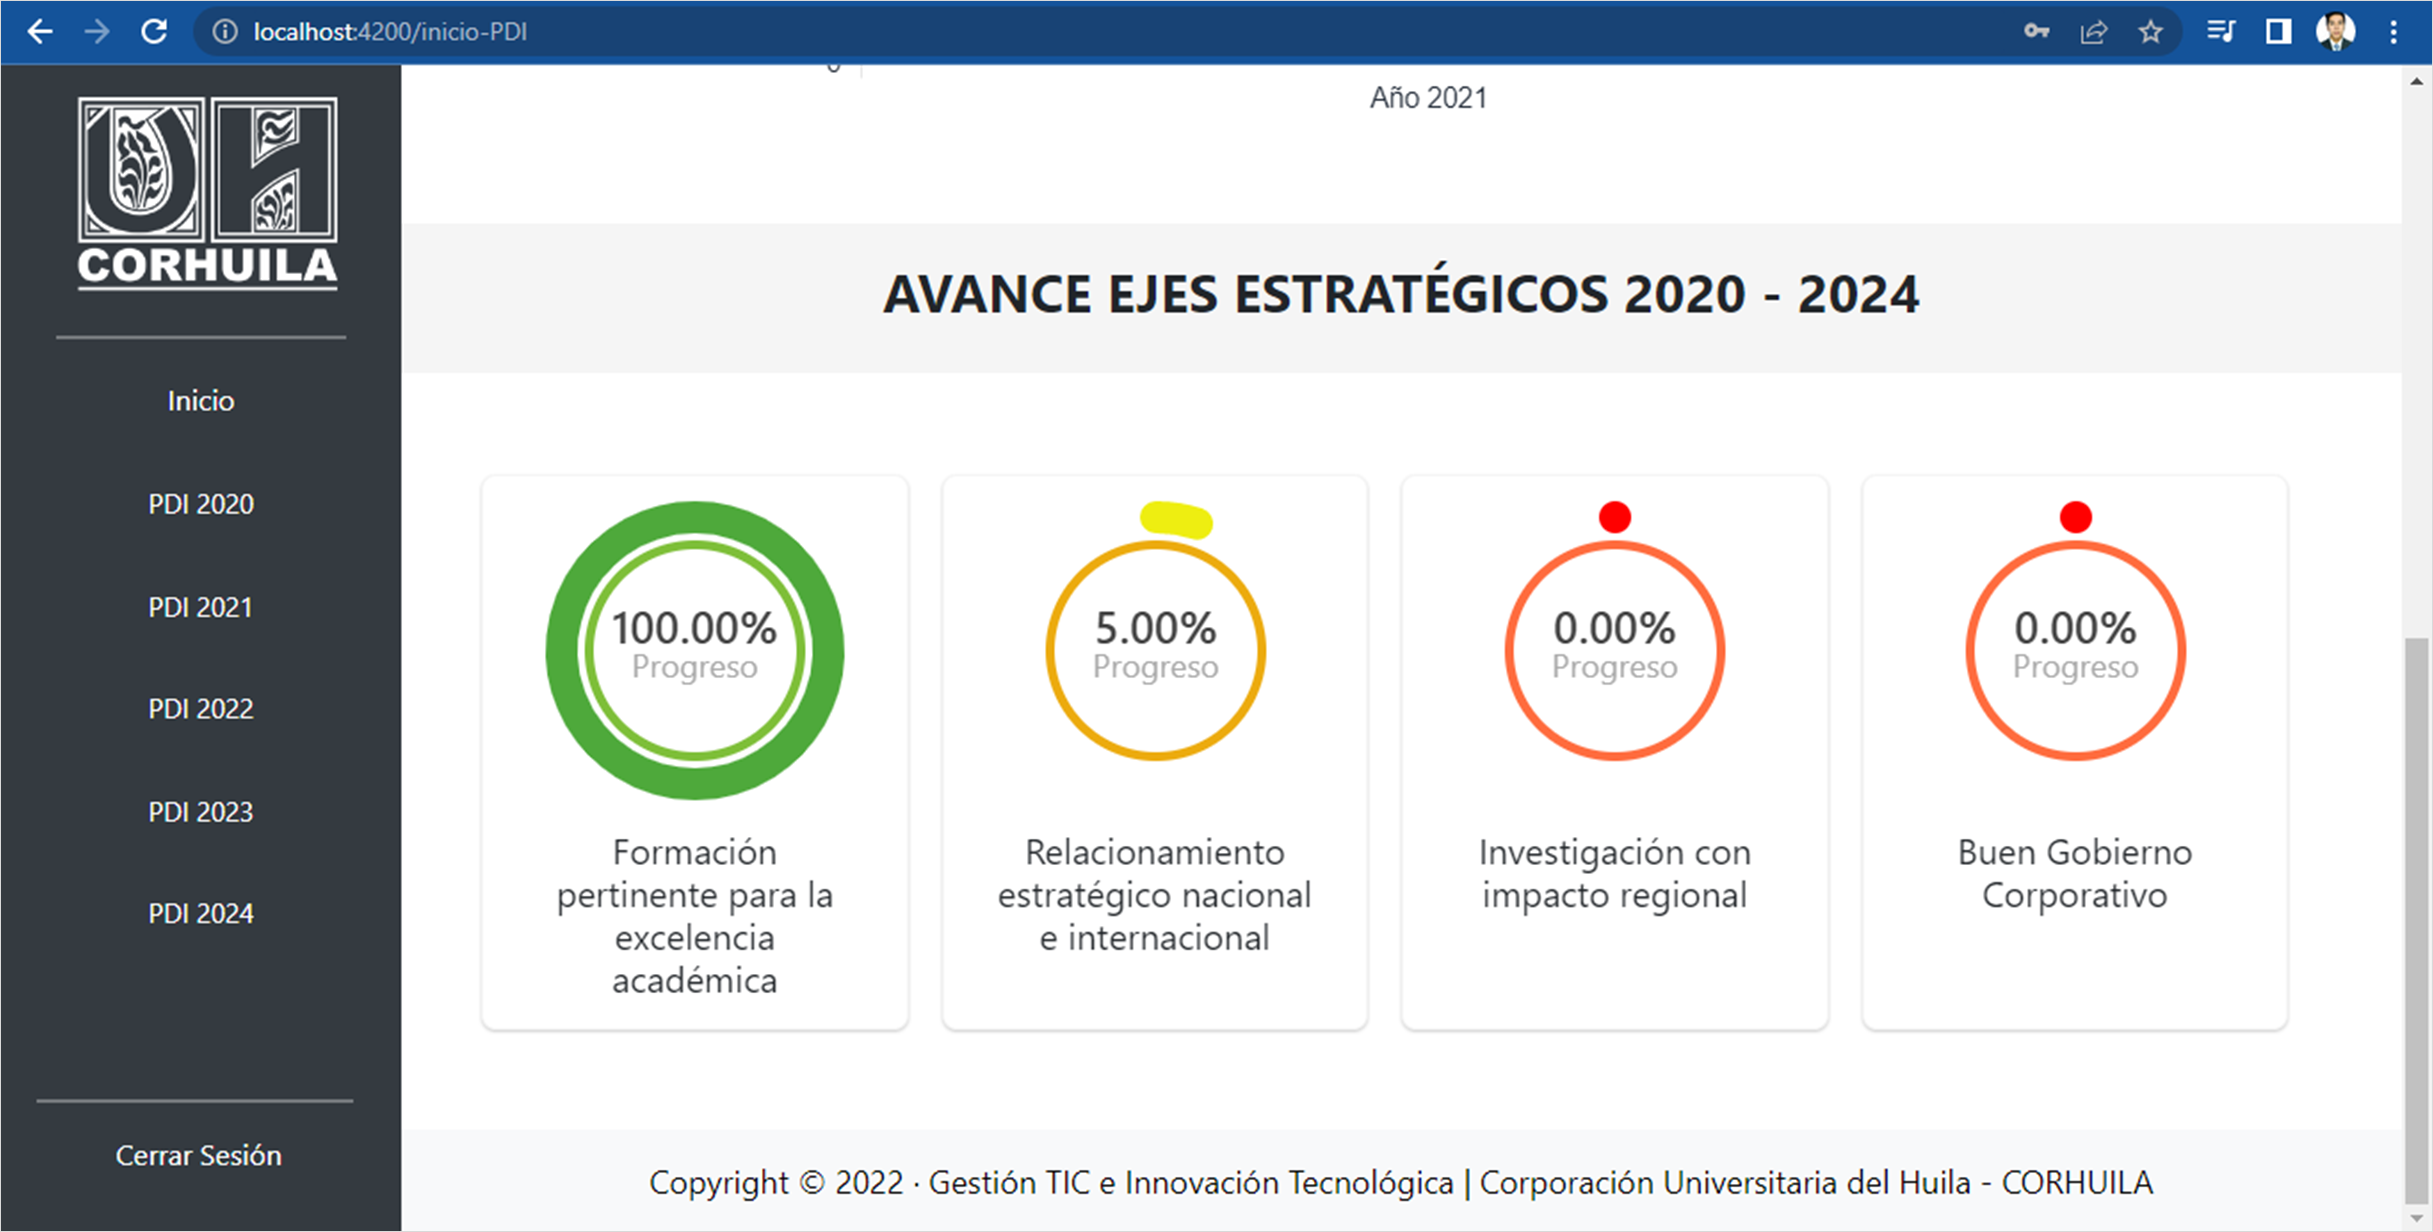 localhost:4200/inicio-PDI
UH
CORHUILA
Inicio
PDI 2020
PDI 2021
PDI 2022
PDI 2023
PDI 2024
Cerrar Sesión
Año 2021
AVANCE EJES ESTRATÉGICOS 2020 - 2024
100.00%
Progreso
Formación
pertinente para la
excelencia
académica
5.00%
Progreso
Relacionamiento
estratégico nacional
e internacional
0.00%
Progreso
Investigación con
impacto regional
0.00%
Progreso
Buen Gobierno
Corporativo
Copyright © 2022 · Gestión TIC e Innovación Tecnológica | Corporación Universitaria del Huila - CORHUILA